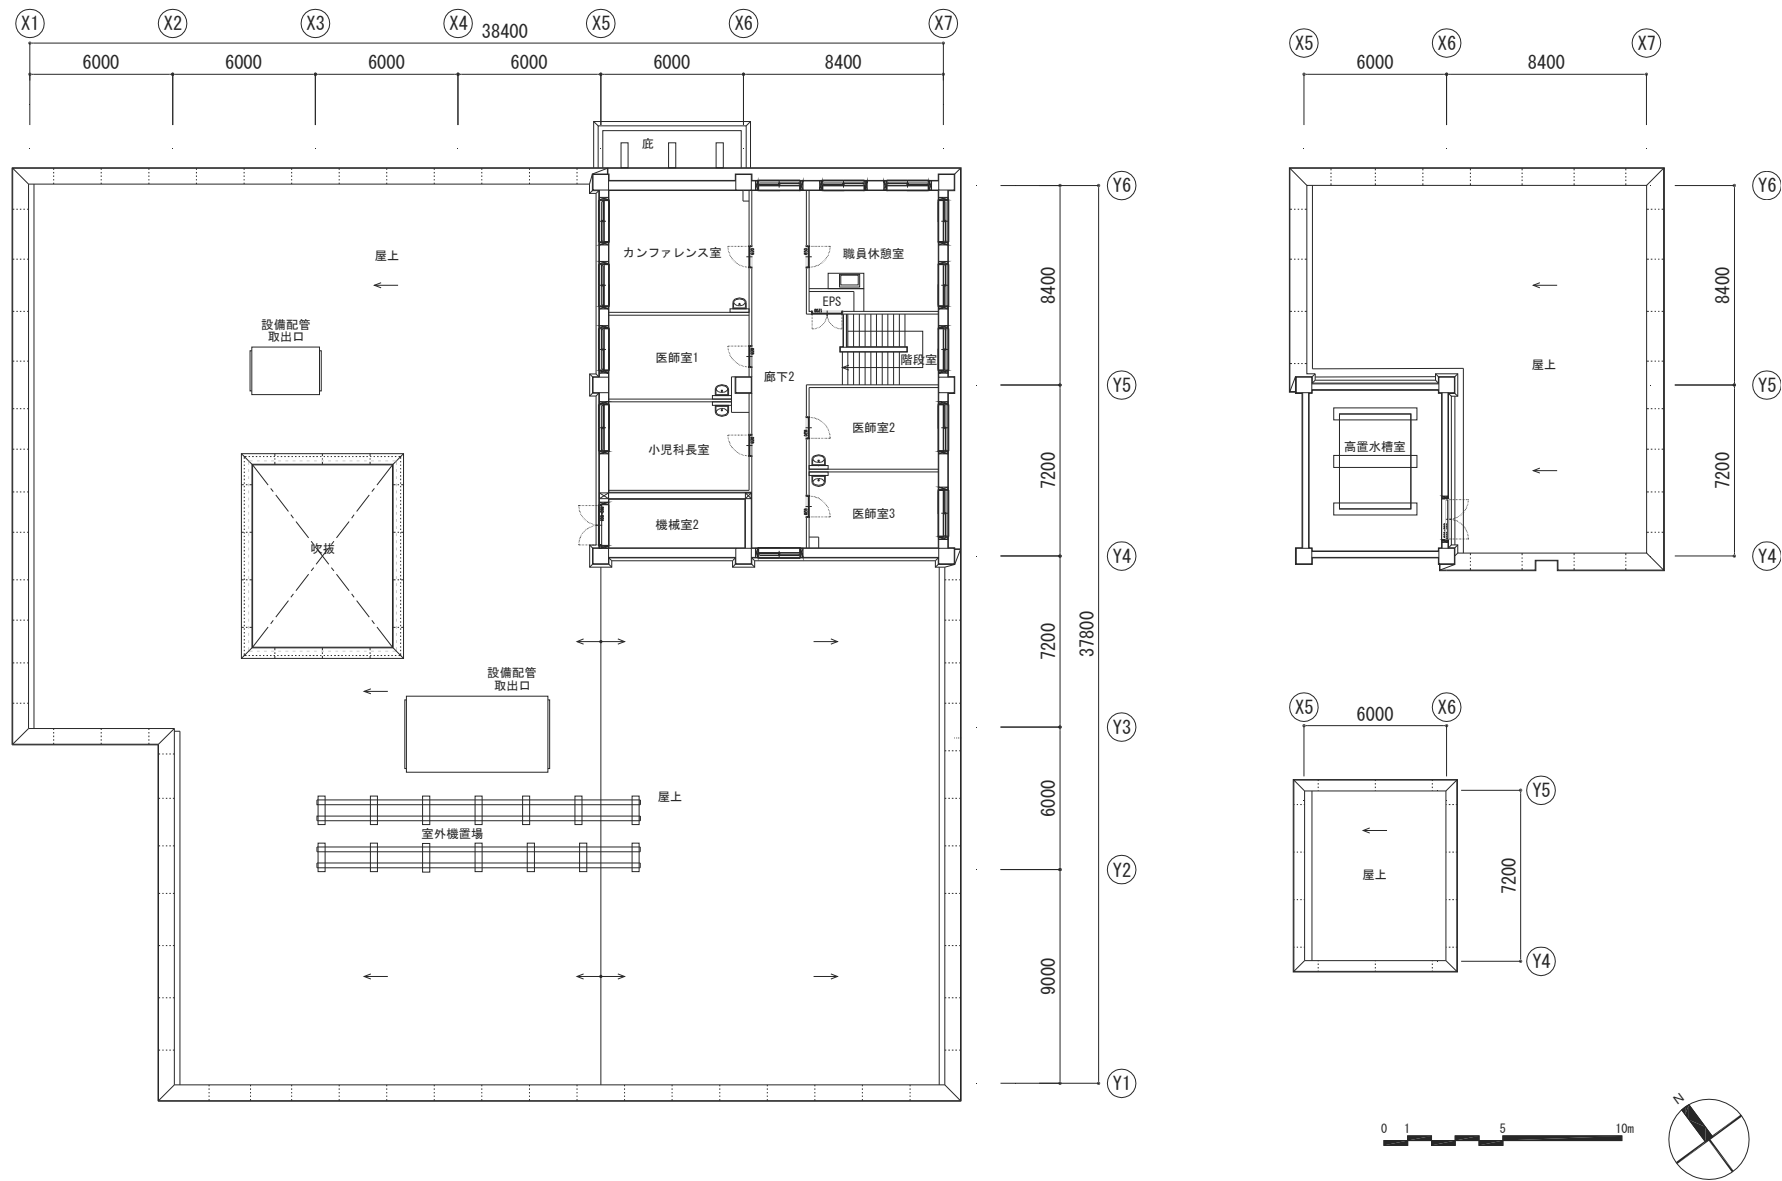 X1 X2 X3 X4 X5 X6 X7
38400
6000 6000 6000 6000 6000 8400
庇
屋上
カンファレンス室
職員休憩室
設備配管
取出口
EPS
医師室1
廊下2
階段室
小児科長室
医師室2
機械室2
医師室3
吹抜
設備配管
取出口
屋上
室外機置場
Y6
8400
Y5
7200
Y4
7200
37800
Y3
6000
Y2
9000
Y1
X5 X6 X7
6000 8400
Y6
8400
屋上
Y5
高置水槽室
7200
Y4
X5 X6
6000
Y5
屋上
7200
Y4
0 1 5 10m
N